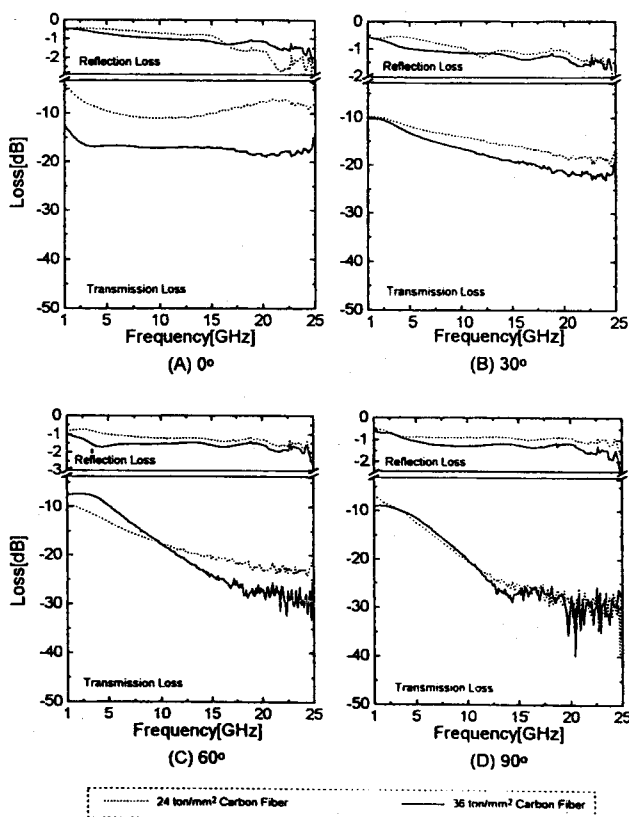 0
-1
-2
Reflection Loss
-10
-20
-30
-40
-50
Transmission Loss
1 5 10 15 20 25
Frequency[GHz]
(A) 0º
Loss[dB]
0
-1
-2
Reflection Loss
-10
-20
-30
-40
-50
Transmission Loss
1 5 10 15 20 25
Frequency[GHz]
(B) 30º
0
-1
-2
3
Reflection Loss
-10
-20
-30
-40
-50
Transmission Loss
1 5 10 15 20 25
Frequency[GHz]
(C) 60º
Loss[dB]
0
-1
-2
Reflection Loss
-10
-20
-30
-40
-50
Transmission Loss
1 5 10 15 20 25
Frequency[GHz]
(D) 90º
24 ton/mm² Carbon Fiber
36 ton/mm² Carbon Fiber